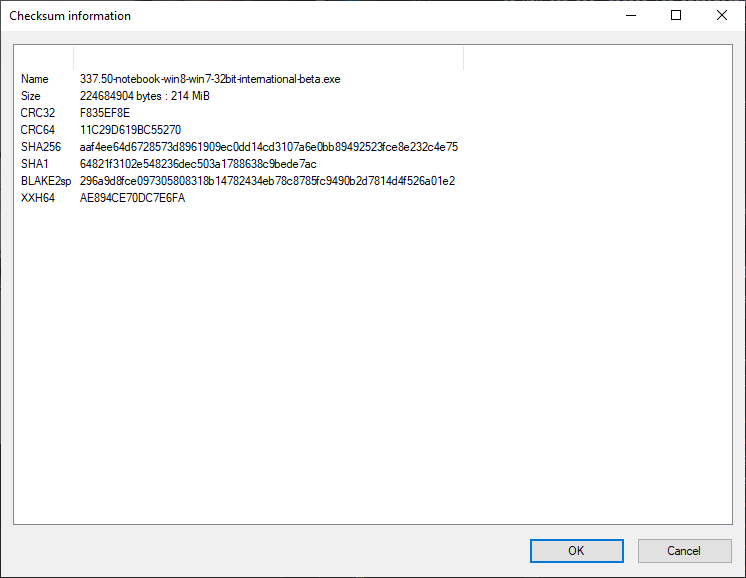 Checksum information
Name 337.50-notebook-win8-win7-32bit-international-beta.exe
Size 224684904 bytes : 214 MiB
CRC32 F835EF8E
CRC64 11C29D619BC55270
SHA256 aaf4ee64d6728573d8961909ec0dd14cd3107a6e0bb89492523fce8e232c4e75
SHA1 64821f3102e548236dec503a1788638c9bede7ac
BLAKE2sp 296a9d8fce097305808318b14782434eb78c8785fc9490b2d7814d4f526a01e2
XXH64 AE894CE70DC7E6FA
OK Cancel